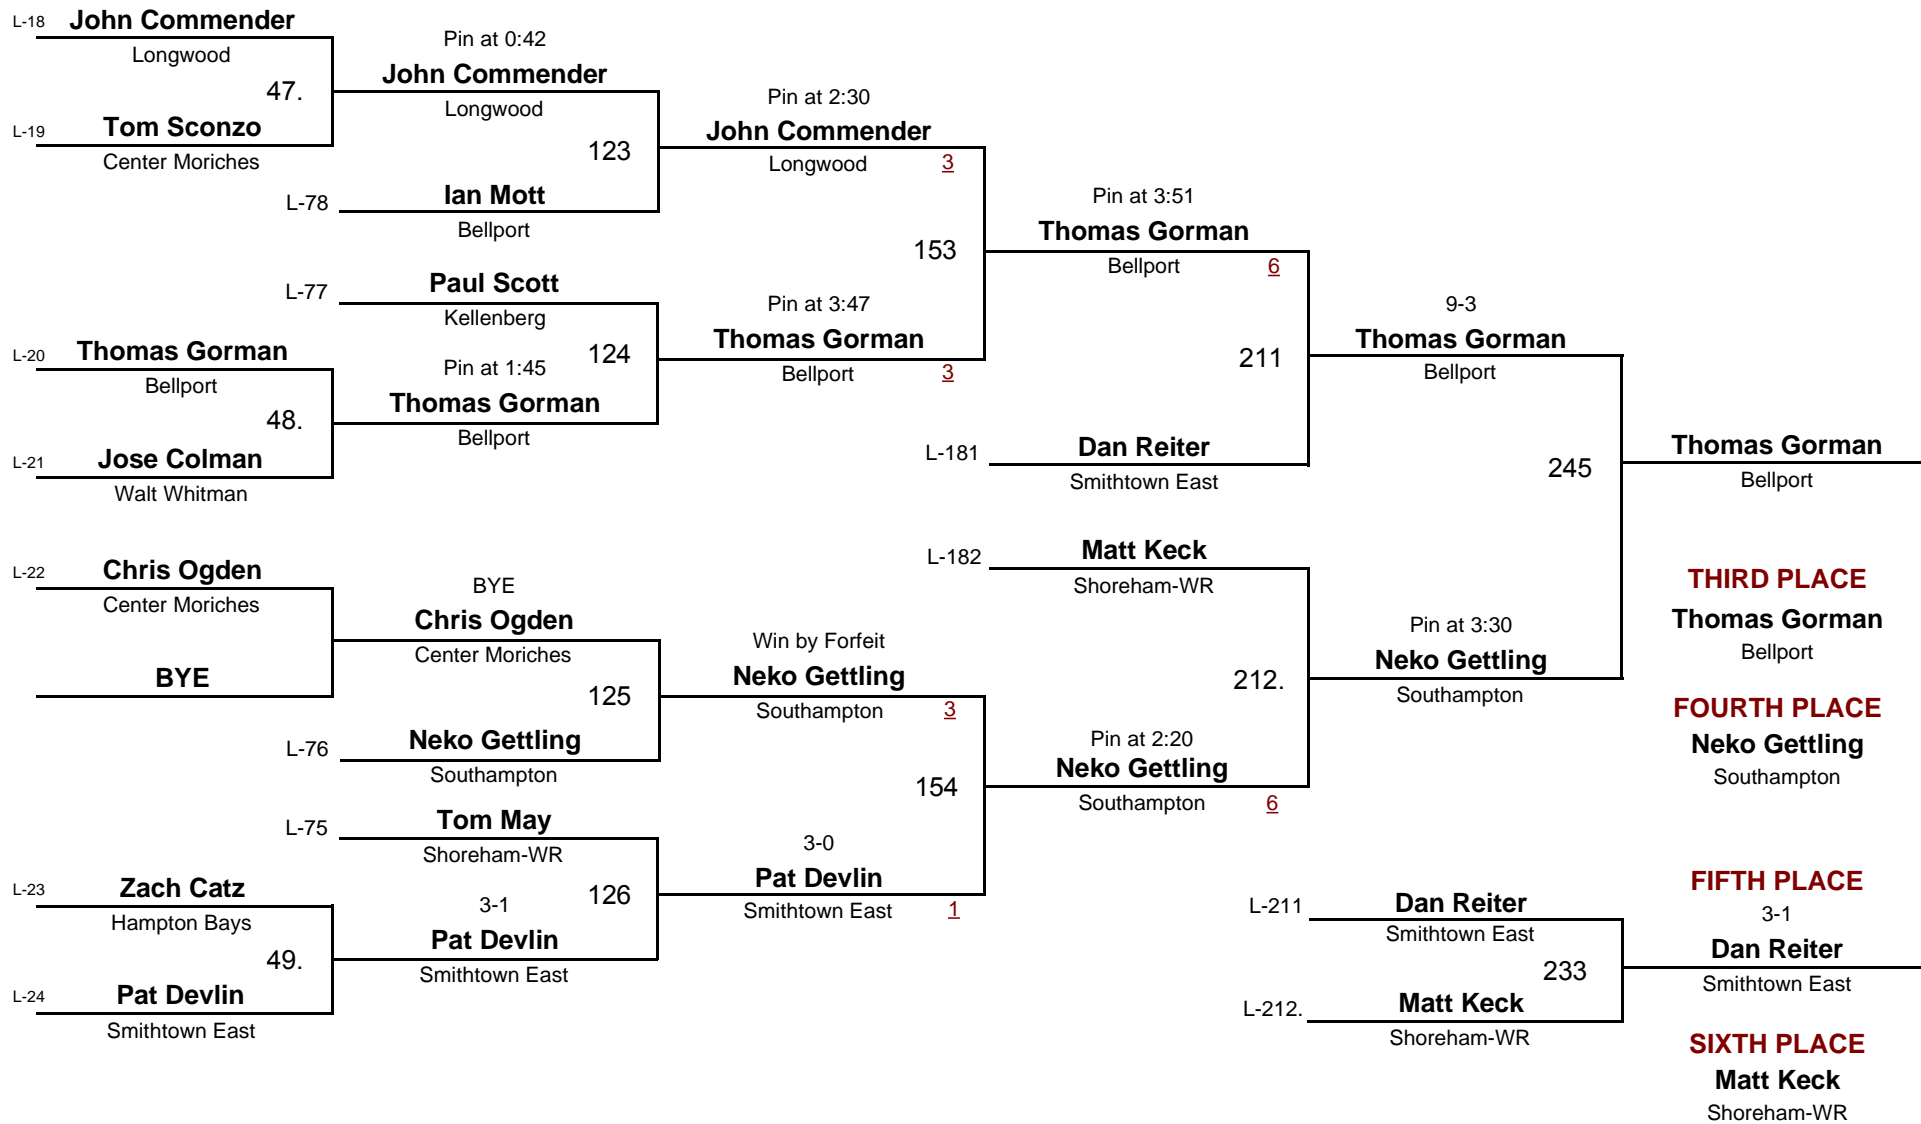 L-18 John Commender
Longwood
47.
L-19 Tom Sconzo
Center Moriches
Pin at 0:42
John Commender
Longwood
123
L-78 Ian Mott
Bellport
Pin at 2:30
John Commender
Longwood 3
153
L-77 Paul Scott
Kellenberg
124
L-20 Thomas Gorman
Bellport
48.
L-21 Jose Colman
Walt Whitman
Pin at 1:45
Thomas Gorman
Bellport
Pin at 3:47
Thomas Gorman
Bellport 3
Pin at 3:51
Thomas Gorman
Bellport 6
211
L-181 Dan Reiter
Smithtown East
9-3
Thomas Gorman
Bellport
245
Thomas Gorman
Bellport
L-22 Chris Ogden
Center Moriches
BYE
BYE
Chris Ogden
Center Moriches
125
L-76 Neko Gettling
Southampton
Win by Forfeit
Neko Gettling
Southampton 3
154
L-75 Tom May
Shoreham-WR
126
L-23 Zach Catz
Hampton Bays
49.
L-24 Pat Devlin
Smithtown East
3-1
Pat Devlin
Smithtown East
3-0
Pat Devlin
Smithtown East 1
L-182 Matt Keck
Shoreham-WR
212.
Pin at 2:20
Neko Gettling
Southampton 6
Pin at 3:30
Neko Gettling
Southampton
THIRD PLACE
Thomas Gorman
Bellport
FOURTH PLACE
Neko Gettling
Southampton
L-211 Dan Reiter
Smithtown East
233
L-212. Matt Keck
Shoreham-WR
FIFTH PLACE
3-1
Dan Reiter
Smithtown East
SIXTH PLACE
Matt Keck
Shoreham-WR